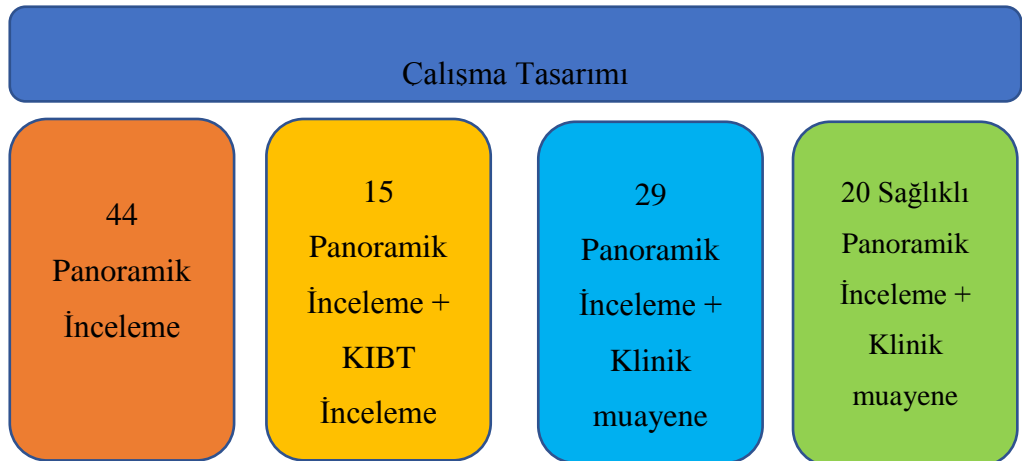 Çalışma Tasarımı
44
Panoramik
İnceleme
15
Panoramik
İnceleme +
KIBT
İnceleme
29
Panoramik
İnceleme +
Klinik
muayene
20 Sağlıklı
Panoramik
İnceleme +
Klinik
muayene